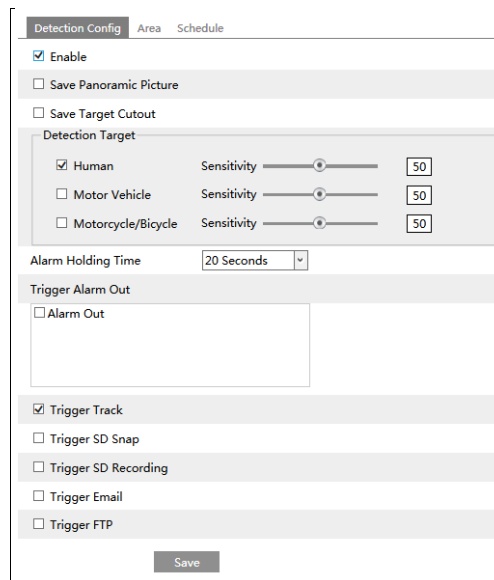 Detection Config Area Schedule
Enable
Save Panoramic Picture
Save Target Cutout
Detection Target
Human Sensitivity 50
Motor Vehicle Sensitivity 50
Motorcycle/Bicycle Sensitivity 50
Alarm Holding Time 20 Seconds
Trigger Alarm Out
Alarm Out
Trigger Track
Trigger SD Snap
Trigger SD Recording
Trigger Email
Trigger FTP
Save